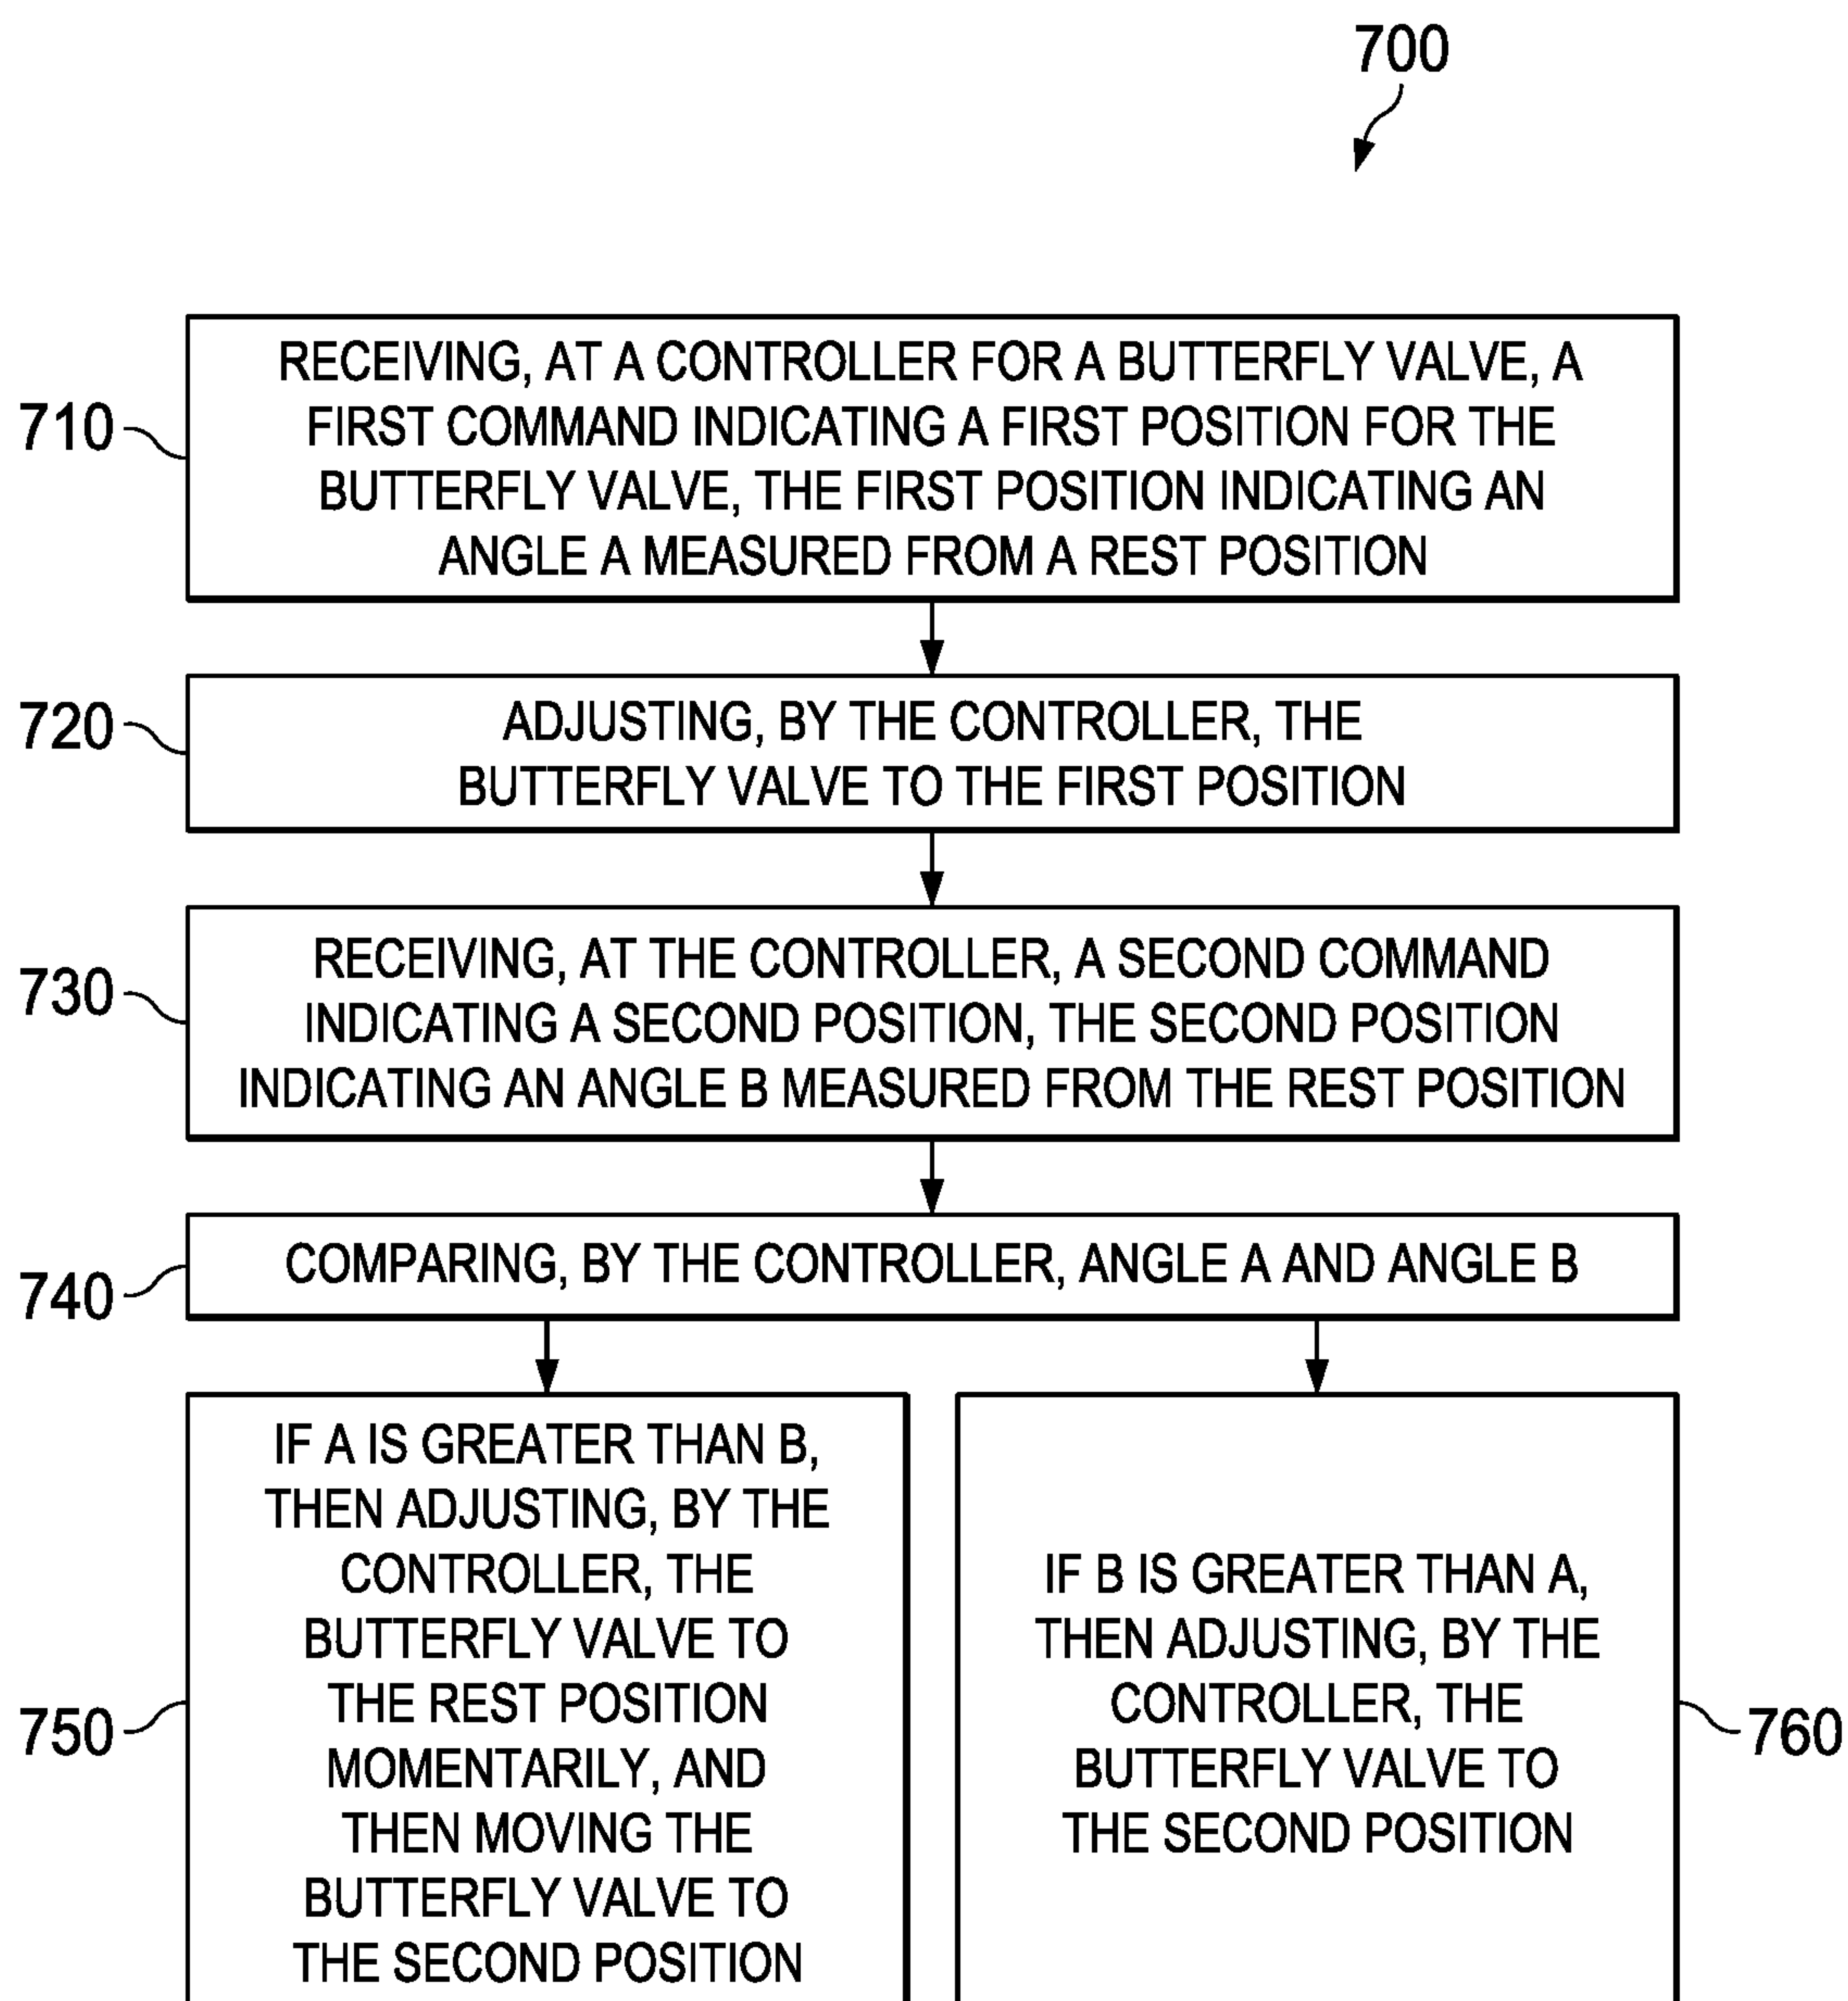 700
710
RECEIVING, AT A CONTROLLER FOR A BUTTERFLY VALVE, A
FIRST COMMAND INDICATING A FIRST POSITION FOR THE
BUTTERFLY VALVE, THE FIRST POSITION INDICATING AN
ANGLE A MEASURED FROM A REST POSITION
720
ADJUSTING, BY THE CONTROLLER, THE
BUTTERFLY VALVE TO THE FIRST POSITION
730
RECEIVING, AT THE CONTROLLER, A SECOND COMMAND
INDICATING A SECOND POSITION, THE SECOND POSITION
INDICATING AN ANGLE B MEASURED FROM THE REST POSITION
740
COMPARING, BY THE CONTROLLER, ANGLE A AND ANGLE B
750
IF A IS GREATER THAN B,
THEN ADJUSTING, BY THE
CONTROLLER, THE
BUTTERFLY VALVE TO
THE REST POSITION
MOMENTARILY, AND
THEN MOVING THE
BUTTERFLY VALVE TO
THE SECOND POSITION
IF B IS GREATER THAN A,
THEN ADJUSTING, BY THE
CONTROLLER, THE
BUTTERFLY VALVE TO
THE SECOND POSITION
760